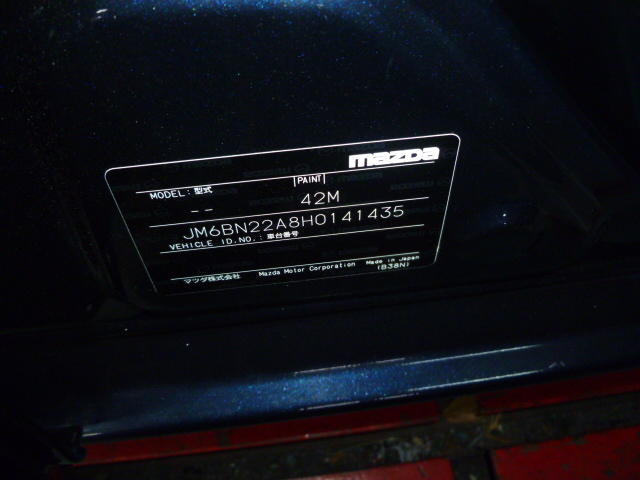 mazda
MODEL:型式 PAINT
-- 42M
JM6BN22A8H0141435
VEHICLE ID.NO.:車台番号
マツダ株式会社 Mazda Motor Corporation Made in Japan
(B38N)